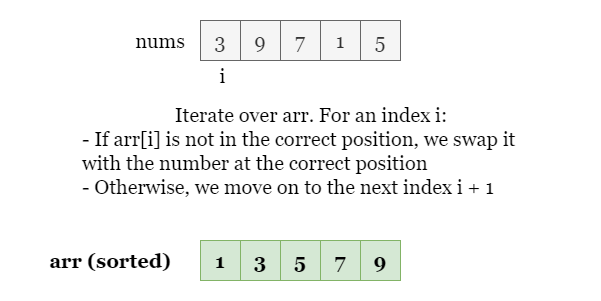 nums 3 9 7 1 5
i
Iterate over arr. For an index i:
- If arr[i] is not in the correct position, we swap it
with the number at the correct position
- Otherwise, we move on to the next index i + 1
arr (sorted) 1 3 5 7 9